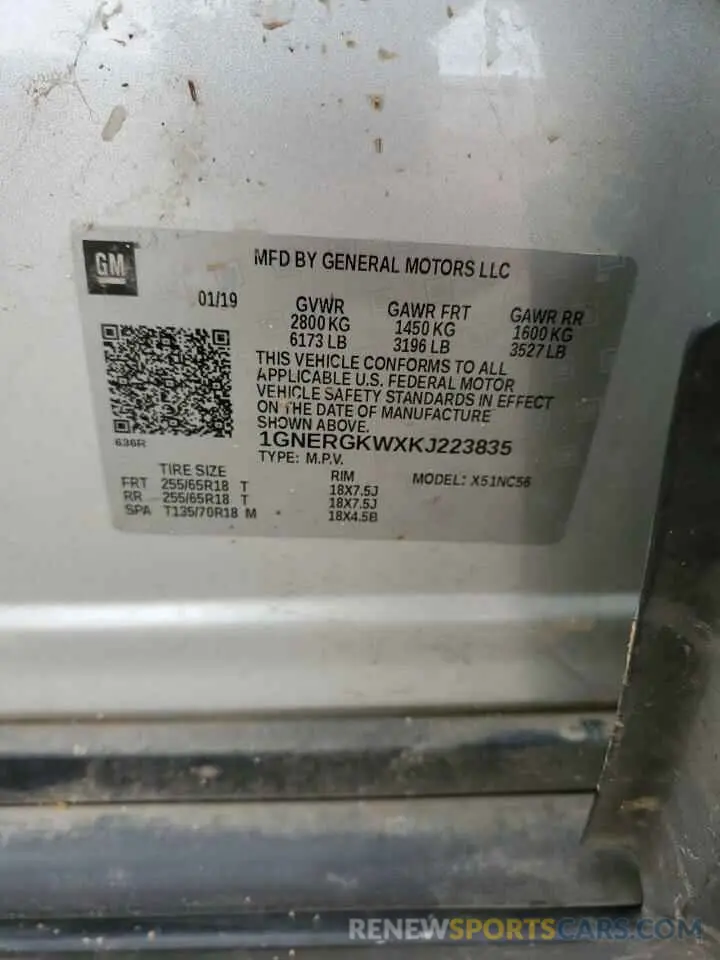 GM
MFD BY GENERAL MOTORS LLC
01/19
GVWR
2800 KG
6173 LB
GAWR FRT
1450 KG
3196 LB
GAWR RR
1600 KG
3527 LB
THIS VEHICLE CONFORMS TO ALL
APPLICABLE U.S. FEDERAL MOTOR
VEHICLE SAFETY STANDARDS IN EFFECT
ON THE DATE OF MANUFACTURE
SHOWN ABOVE.
636R
1GNERGKWXKJ223835
TYPE: M.P.V.
MODEL: X51NC56
TIRE SIZE
RIM
FRT 255/65R18 T 18X7.5J
RR 255/65R18 T 18X7.5J
SPA T135/70R18 M 18X4.5B
RENEWSPORTCARS.COM